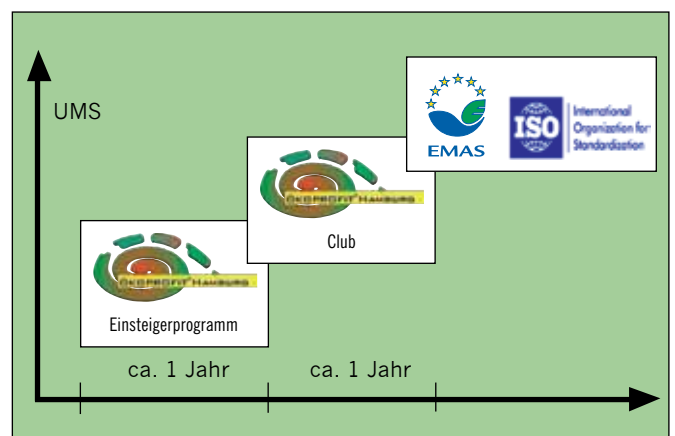 UMS
EMAS
ISO
International
Organization for
Standardization
ÖKOPROFIT HAMBURG
Club
ÖKOPROFIT HAMBURG
Einsteigerprogramm
ca. 1 Jahr
ca. 1 Jahr